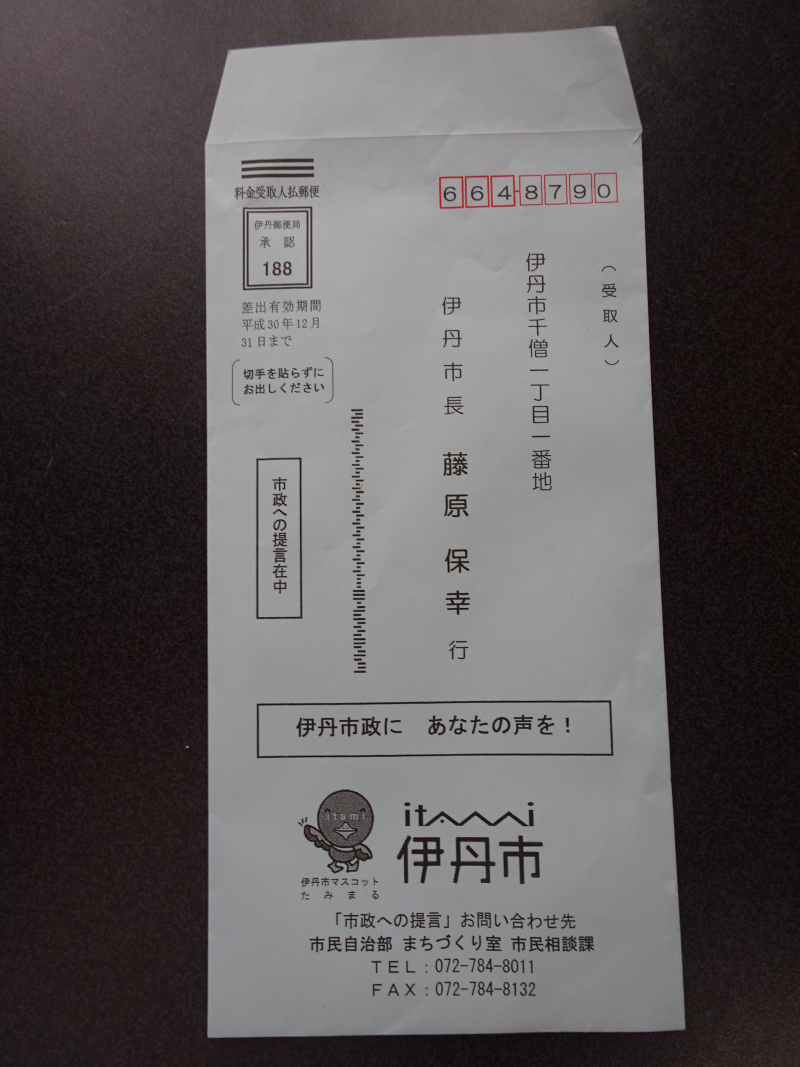 料金受取人払郵便
伊丹郵便局
承認
188
差出有効期間
平成30年12月
31日まで
切手を貼らずに
お出しください
664-8790
(受取人)
伊丹市千僧一丁目一番地
伊丹市長 藤原保幸 行
市政への提言在中
伊丹市政に あなたの声を!
itami
伊丹市マスコット
たみまる
itami
伊丹市
「市政への提言」お問い合わせ先
市民自治部 まちづくり室 市民相談課
TEL:072-784-8011
FAX:072-784-8132